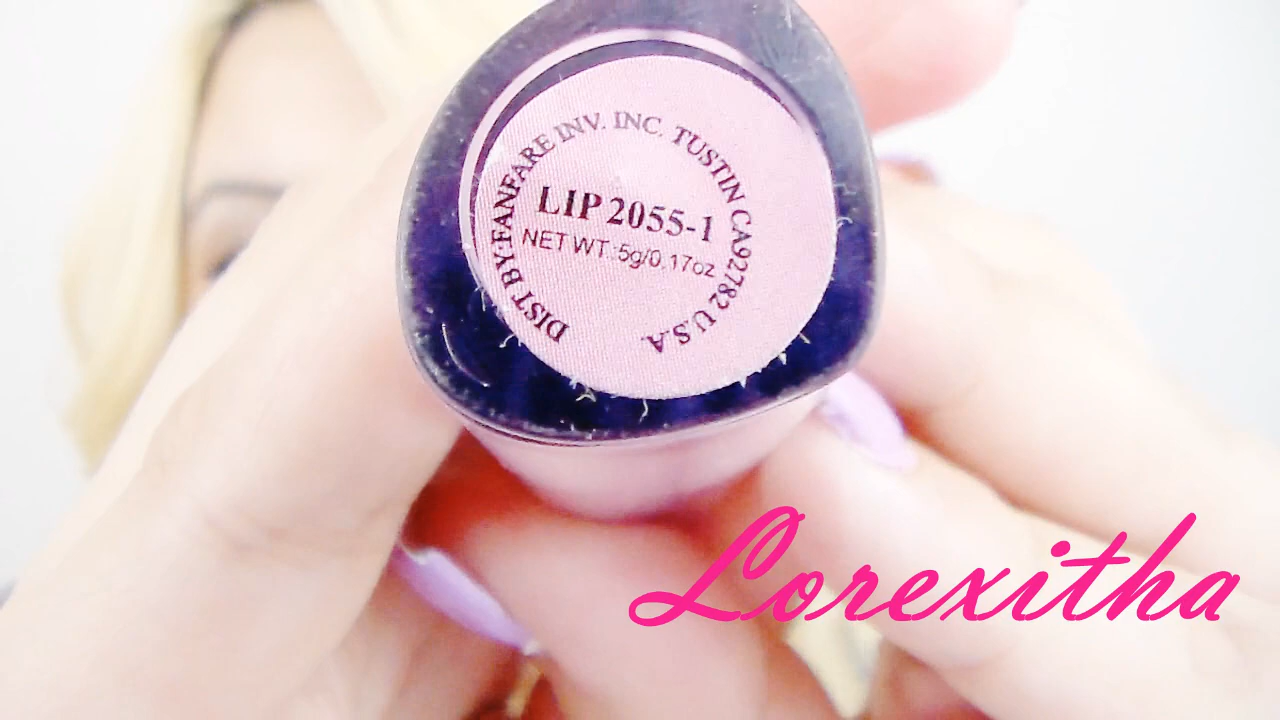 DIST BY:FANFARE INV. INC. TUSTIN CA92782 U.S.A.
LIP 2055-1
NET WT.:5g/0.17oz
Lorexitha